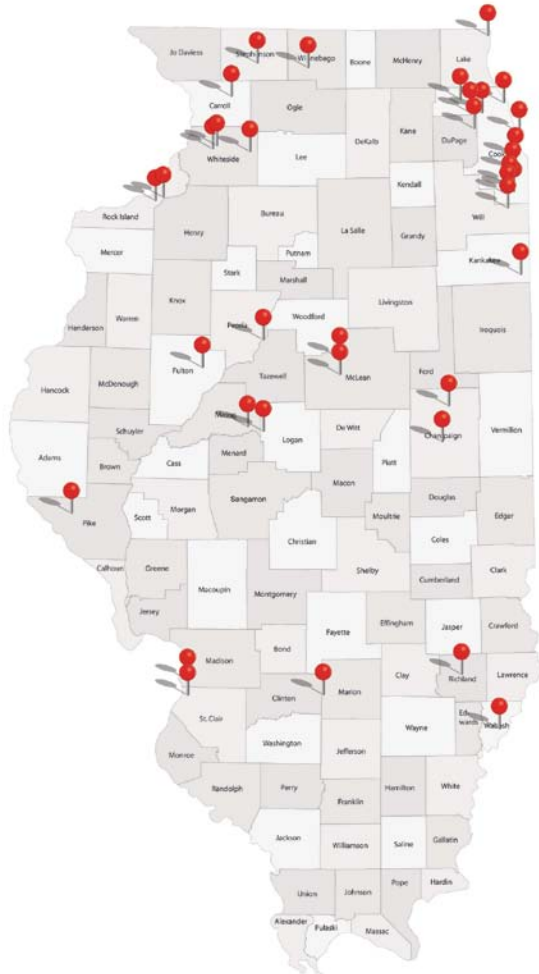 Jo Daviess
Stephenson
Winnebago
Boone
McHenry
Lake
Carroll
Ogle
DeKalb
Kane
DuPage
Cook
Whiteside
Lee
Kendall
Will
Rock Island
Henry
Bureau
La Salle
Grundy
Kankakee
Mercer
Stark
Putnam
Marshall
Livingston
Iroquois
Henderson
Warren
Knox
Peoria
Woodford
Ford
Hancock
McDonough
Fulton
Tazewell
McLean
Vermillion
Schuyler
Mason
Logan
De Witt
Champaign
Adams
Brown
Cass
Menard
Piatt
Pike
Scott
Morgan
Sangamon
Macon
Douglas
Edgar
Moultrie
Coles
Christian
Calhoun
Greene
Macoupin
Shelby
Cumberland
Clark
Jersey
Montgomery
Fayette
Effingham
Jasper
Crawford
Madison
Bond
Clay
Richland
Lawrence
Clinton
Marion
St. Clair
Ed-
wards
Wabash
Wayne
Monroe
Washington
Jefferson
Randolph
Perry
Franklin
Hamilton
White
Jackson
Williamson
Saline
Gallatin
Union
Johnson
Pope
Hardin
Alexander
Pulaski
Massac